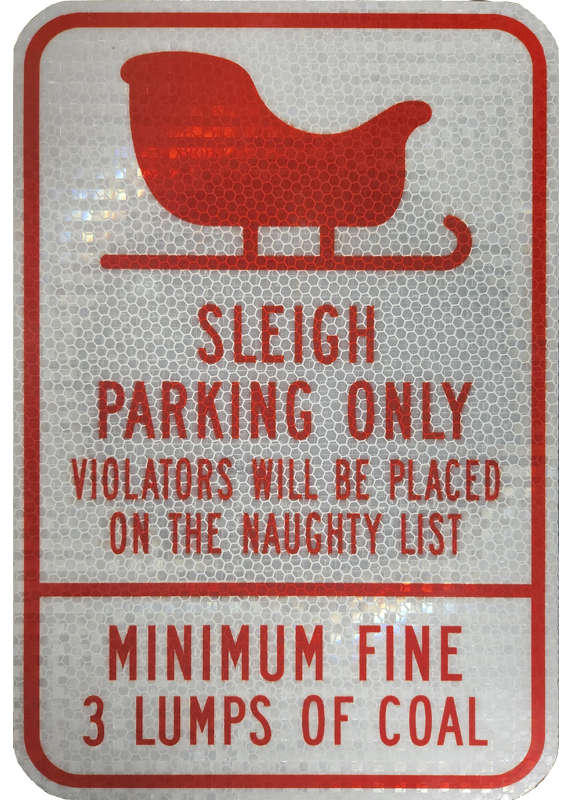 SLEIGH
PARKING ONLY
VIOLATORS WILL BE PLACED
ON THE NAUGHTY LIST
MINIMUM FINE
3 LUMPS OF COAL